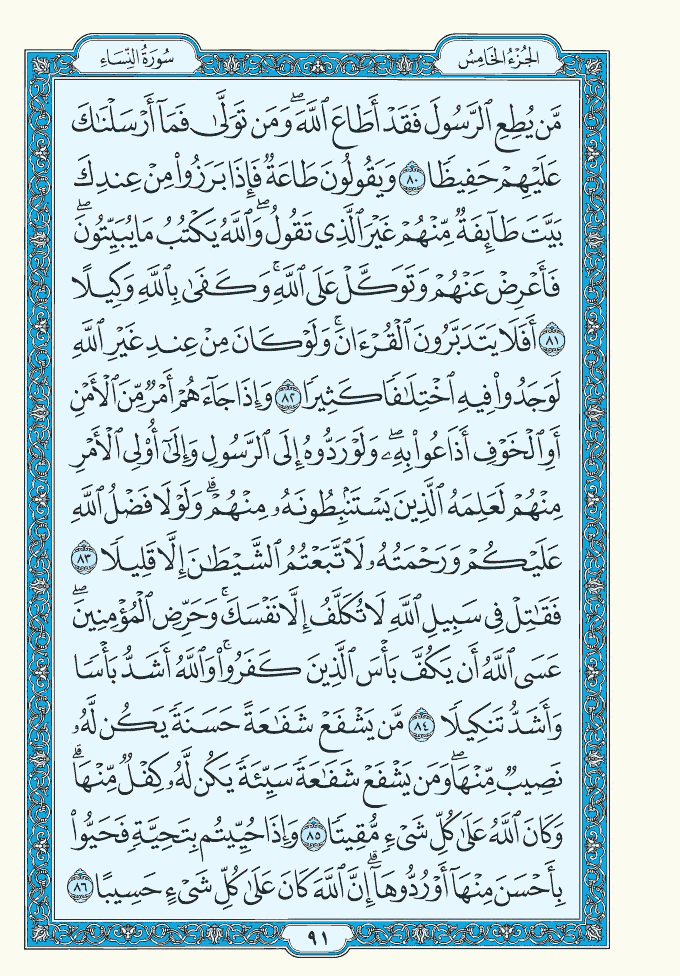 الجُزْءُ الخَامِسُ
سُورَةُ النِّسَاءِ
مَّن يُطِعِ ٱلرَّسُولَ فَقَدْ أَطَاعَ ٱللَّهَۖ وَمَن تَوَلَّىٰ فَمَآ أَرْسَلْنَٰكَ
عَلَيْهِمْ حَفِيظًا ٨٠ وَيَقُولُونَ طَاعَةٌ فَإِذَا بَرَزُوا۟ مِنْ عِندِكَ
بَيَّتَ طَآئِفَةٌ مِّنْهُمْ غَيْرَ ٱلَّذِى تَقُولُۖ وَٱللَّهُ يَكْتُبُ مَا يُبَيِّتُونَۖ
فَأَعْرِضْ عَنْهُمْ وَتَوَكَّلْ عَلَى ٱللَّهِۚ وَكَفَىٰ بِٱللَّهِ وَكِيلًا
٨١ أَفَلَا يَتَدَبَّرُونَ ٱلْقُرْءَانَۚ وَلَوْ كَانَ مِنْ عِندِ غَيْرِ ٱللَّهِ
لَوَجَدُوا۟ فِيهِ ٱخْتِلَٰفًا كَثِيرًا ٨٢ وَإِذَا جَآءَهُمْ أَمْرٌ مِّنَ ٱلْأَمْنِ
أَوِ ٱلْخَوْفِ أَذَاعُوا۟ بِهِۦۖ وَلَوْ رَدُّوهُ إِلَى ٱلرَّسُولِ وَإِلَىٰٓ أُو۟لِى ٱلْأَمْرِ
مِنْهُمْ لَعَلِمَهُ ٱلَّذِينَ يَسْتَنۢبِطُونَهُۥ مِنْهُمْۗ وَلَوْلَا فَضْلُ ٱللَّهِ
عَلَيْكُمْ وَرَحْمَتُهُۥ لَٱتَّبَعْتُمُ ٱلشَّيْطَٰنَ إِلَّا قَلِيلًا ٨٣
فَقَٰتِلْ فِى سَبِيلِ ٱللَّهِ لَا تُكَلَّفُ إِلَّا نَفْسَكَۚ وَحَرِّضِ ٱلْمُؤْمِنِينَۖ
عَسَى ٱللَّهُ أَن يَكُفَّ بَأْسَ ٱلَّذِينَ كَفَرُوا۟ۚ وَٱللَّهُ أَشَدُّ بَأْسًا
وَأَشَدُّ تَنكِيلًا ٨٤ مَّن يَشْفَعْ شَفَٰعَةً حَسَنَةً يَكُن لَّهُۥ
نَصِيبٌ مِّنْهَاۖ وَمَن يَشْفَعْ شَفَٰعَةً سَيِّئَةً يَكُن لَّهُۥ كِفْلٌ مِّنْهَاۗ
وَكَانَ ٱللَّهُ عَلَىٰ كُلِّ شَىْءٍ مُّقِيتًا ٨٥ وَإِذَا حُيِّيتُم بِتَحِيَّةٍ فَحَيُّوا۟
بِأَحْسَنَ مِنْهَآ أَوْ رُدُّوهَآۗ إِنَّ ٱللَّهَ كَانَ عَلَىٰ كُلِّ شَىْءٍ حَسِيبًا ٨٦
٩١